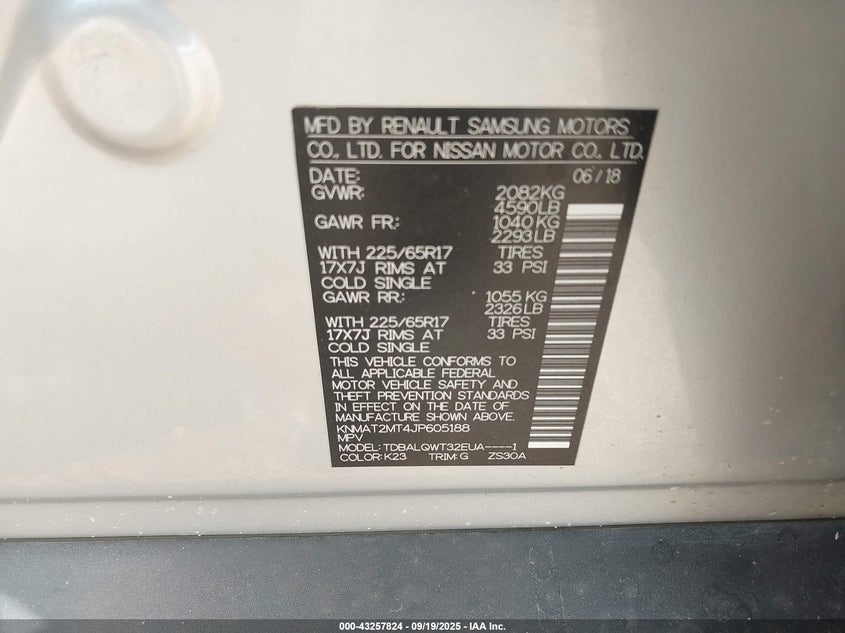 MFD BY RENAULT SAMSUNG MOTORS
CO., LTD. FOR NISSAN MOTOR CO., LTD.
DATE: 06/18
GVWR: 2082KG
4590LB
GAWR FR.: 1040 KG
2293LB
WITH 225/65R17 TIRES
17X7J RIMS AT 33 PSI
COLD SINGLE
GAWR RR.: 1055 KG
2326LB
WITH 225/65R17 TIRES
17X7J RIMS AT 33 PSI
COLD SINGLE
THIS VEHICLE CONFORMS TO
ALL APPLICABLE FEDERAL
MOTOR VEHICLE SAFETY AND
THEFT PREVENTION STANDARDS
IN EFFECT ON THE DATE OF
MANUFACTURE SHOWN ABOVE.
KNMAT2MT4JP605188
MPV
MODEL: TDBALQWT32EUA----1
COLOR: K23 TRIM: G ZS30A
000-43257824 - 09/19/2025 - IAA Inc.